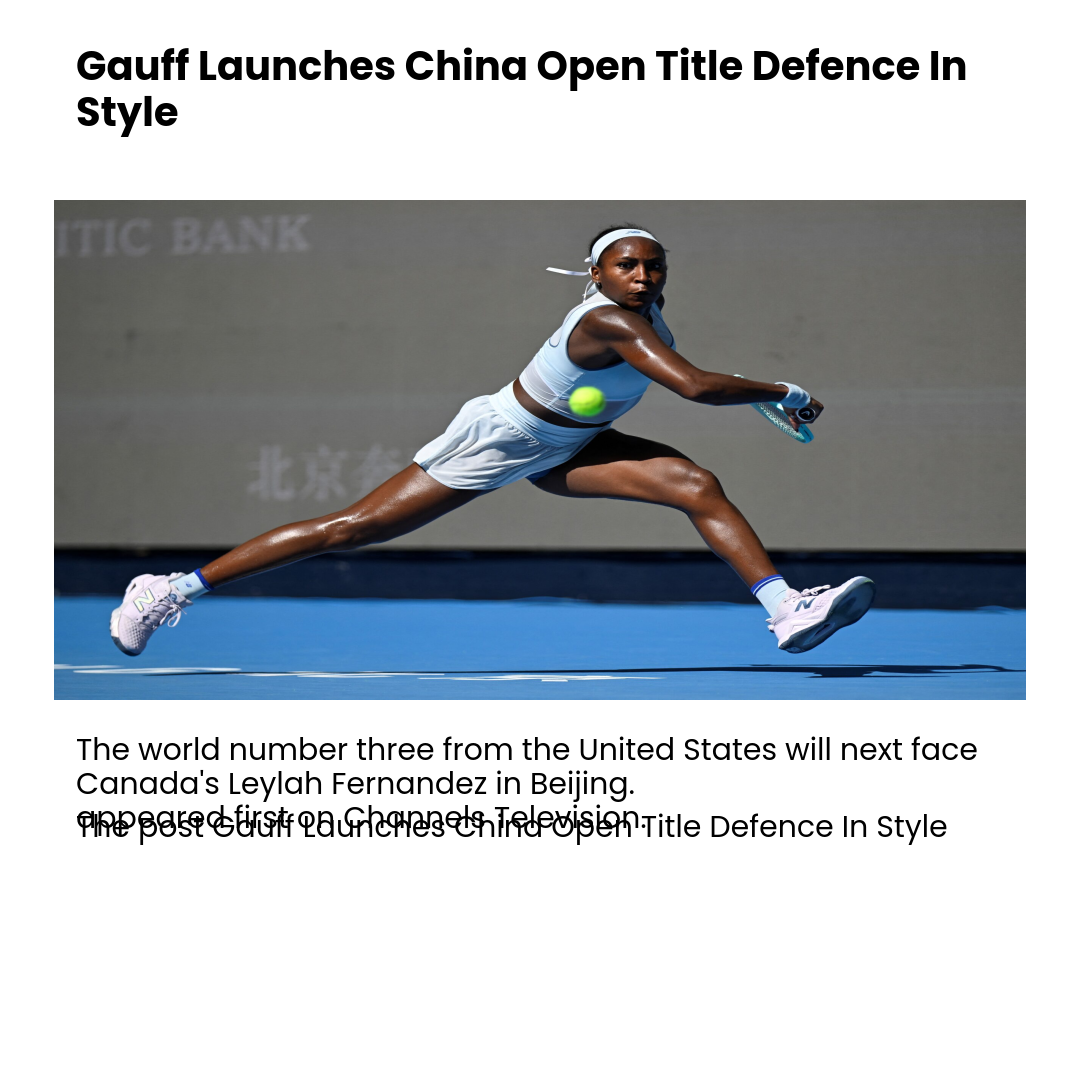 Gauff Launches China Open Title Defence In
Style
ITIC BANK
北京
The world number three from the United States will next face
Canada's Leylah Fernandez in Beijing.
appeared first on Channels Television.
The post Gauff Launches China Open Title Defence In Style